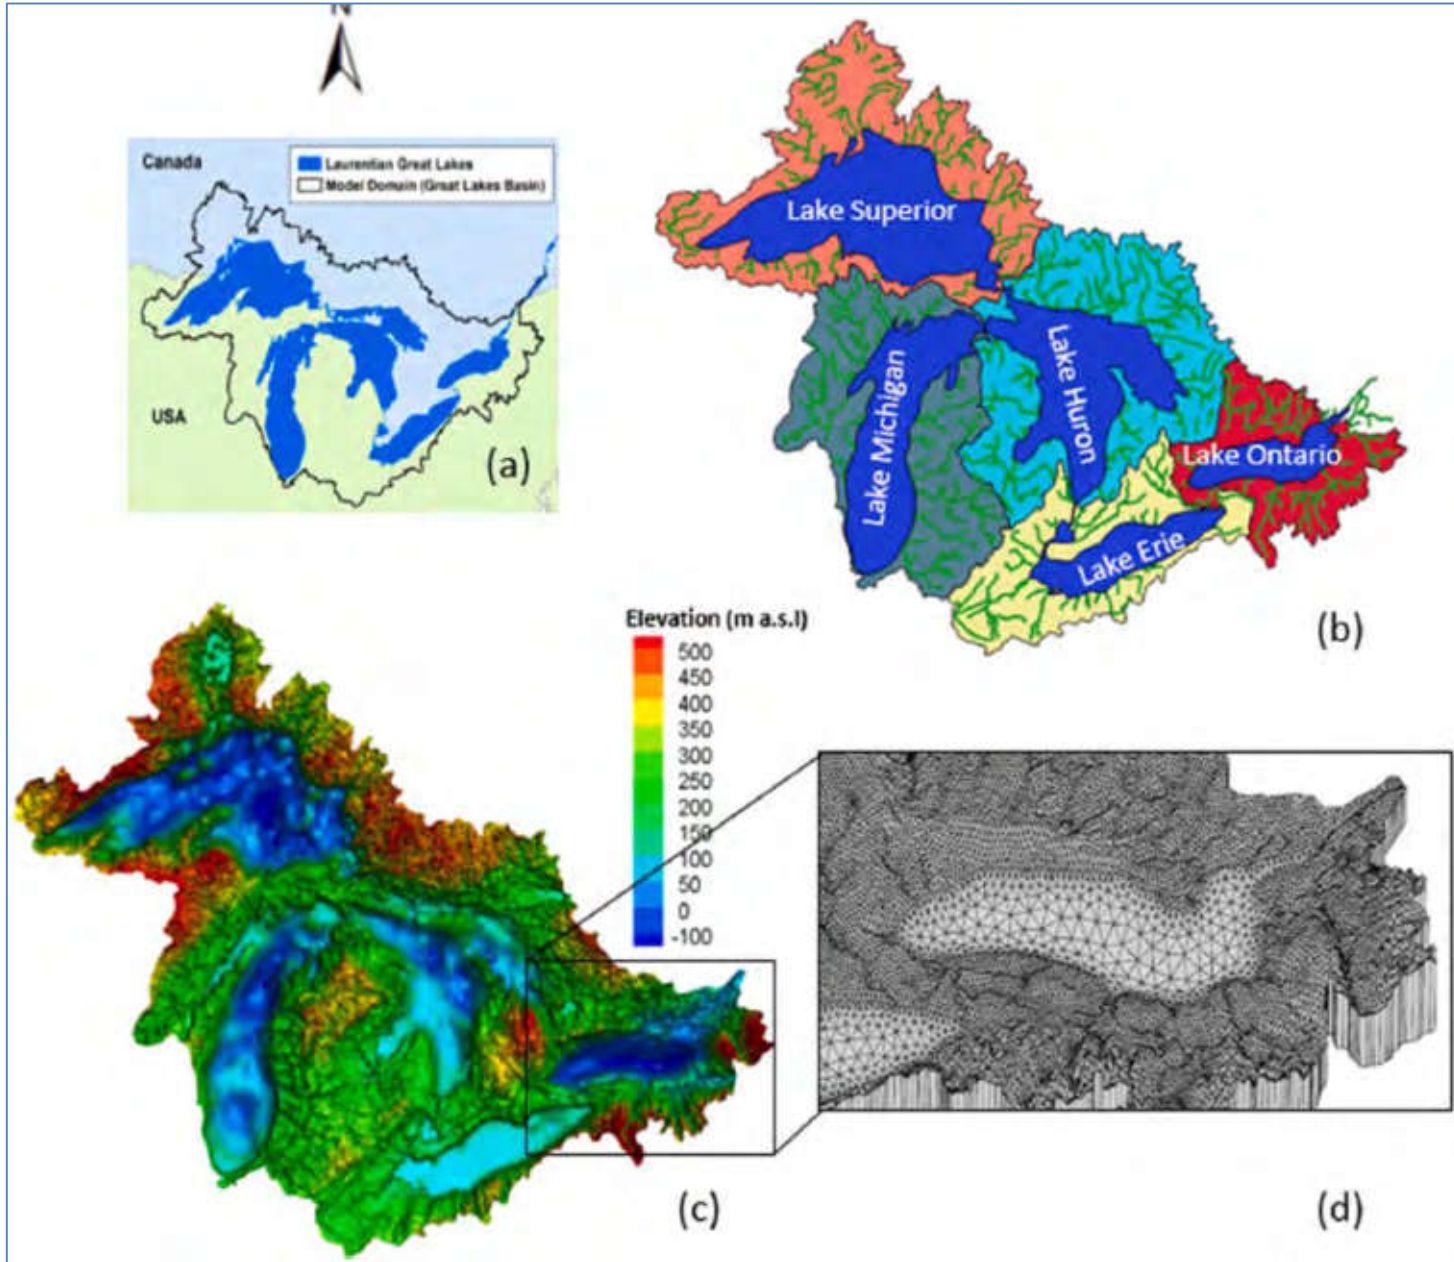 N
Canada
Laurentian Great Lakes
Model Domain (Great Lakes Basin)
USA
(a)
Lake Superior
Lake Michigan
Lake Huron
Lake Ontario
Lake Erie
(b)
Elevation (m a.s.l)
500
450
400
350
300
250
200
150
100
50
0
-100
(c)
(d)